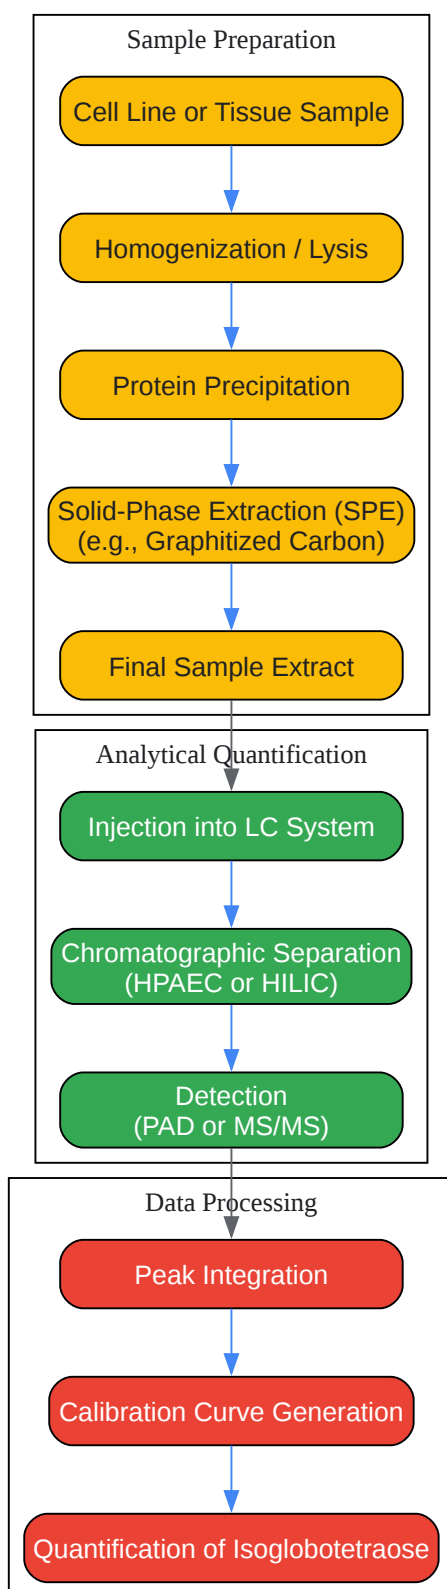 Sample Preparation
Cell Line or Tissue Sample
Homogenization / Lysis
Protein Precipitation
Solid-Phase Extraction (SPE)
(e.g., Graphitized Carbon)
Final Sample Extract
Analytical Quantification
Injection into LC System
Chromatographic Separation
(HPAEC or HILIC)
Detection
(PAD or MS/MS)
Data Processing
Peak Integration
Calibration Curve Generation
Quantification of Isoglobotetraose